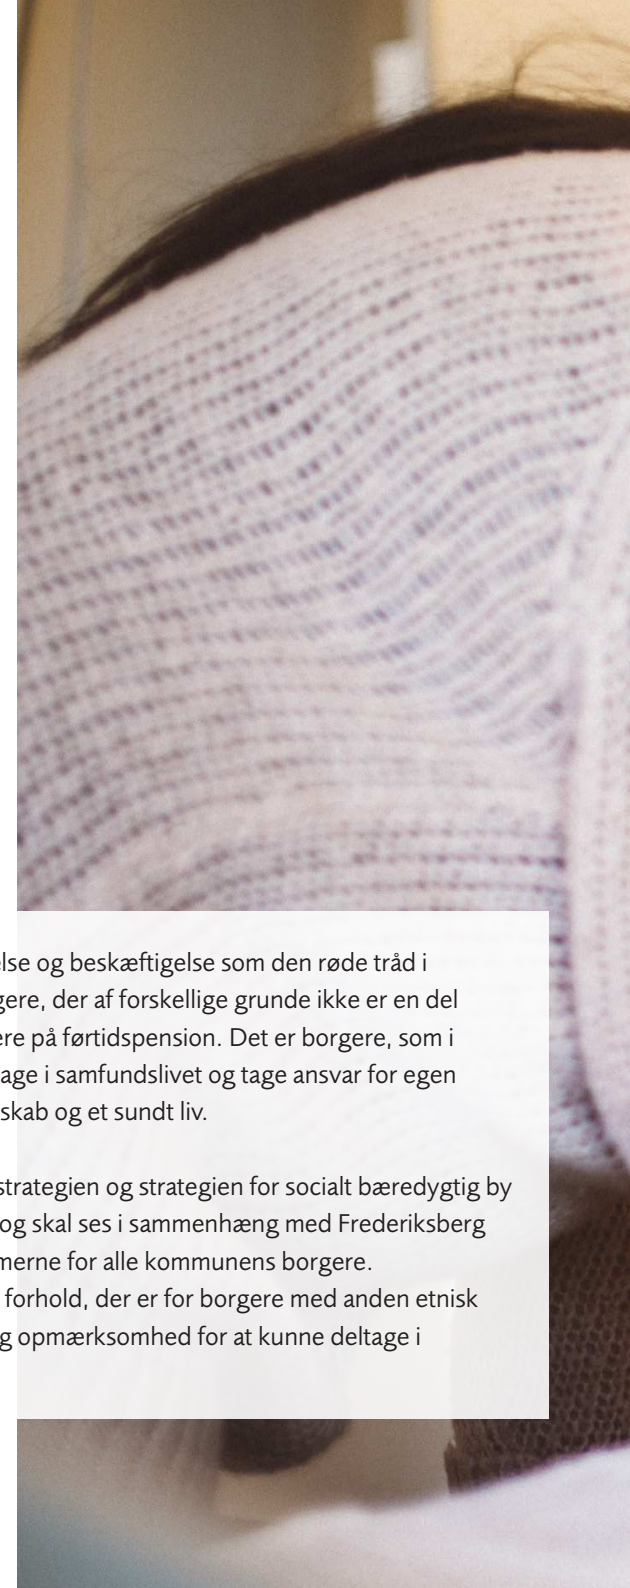 else og beskæftigelse som den røde tråd i
gere, der af forskellige grunde ikke er en del
ere på førtidspension. Det er borgere, som i
tage i samfundslivet og tage ansvar for egen
skab og et sundt liv.
strategien og strategien for socialt bæredygtig by
og skal ses i sammenhæng med Frederiksberg
merne for alle kommunens borgere.
forhold, der er for borgere med anden etnisk
g opmærksomhed for at kunne deltage i